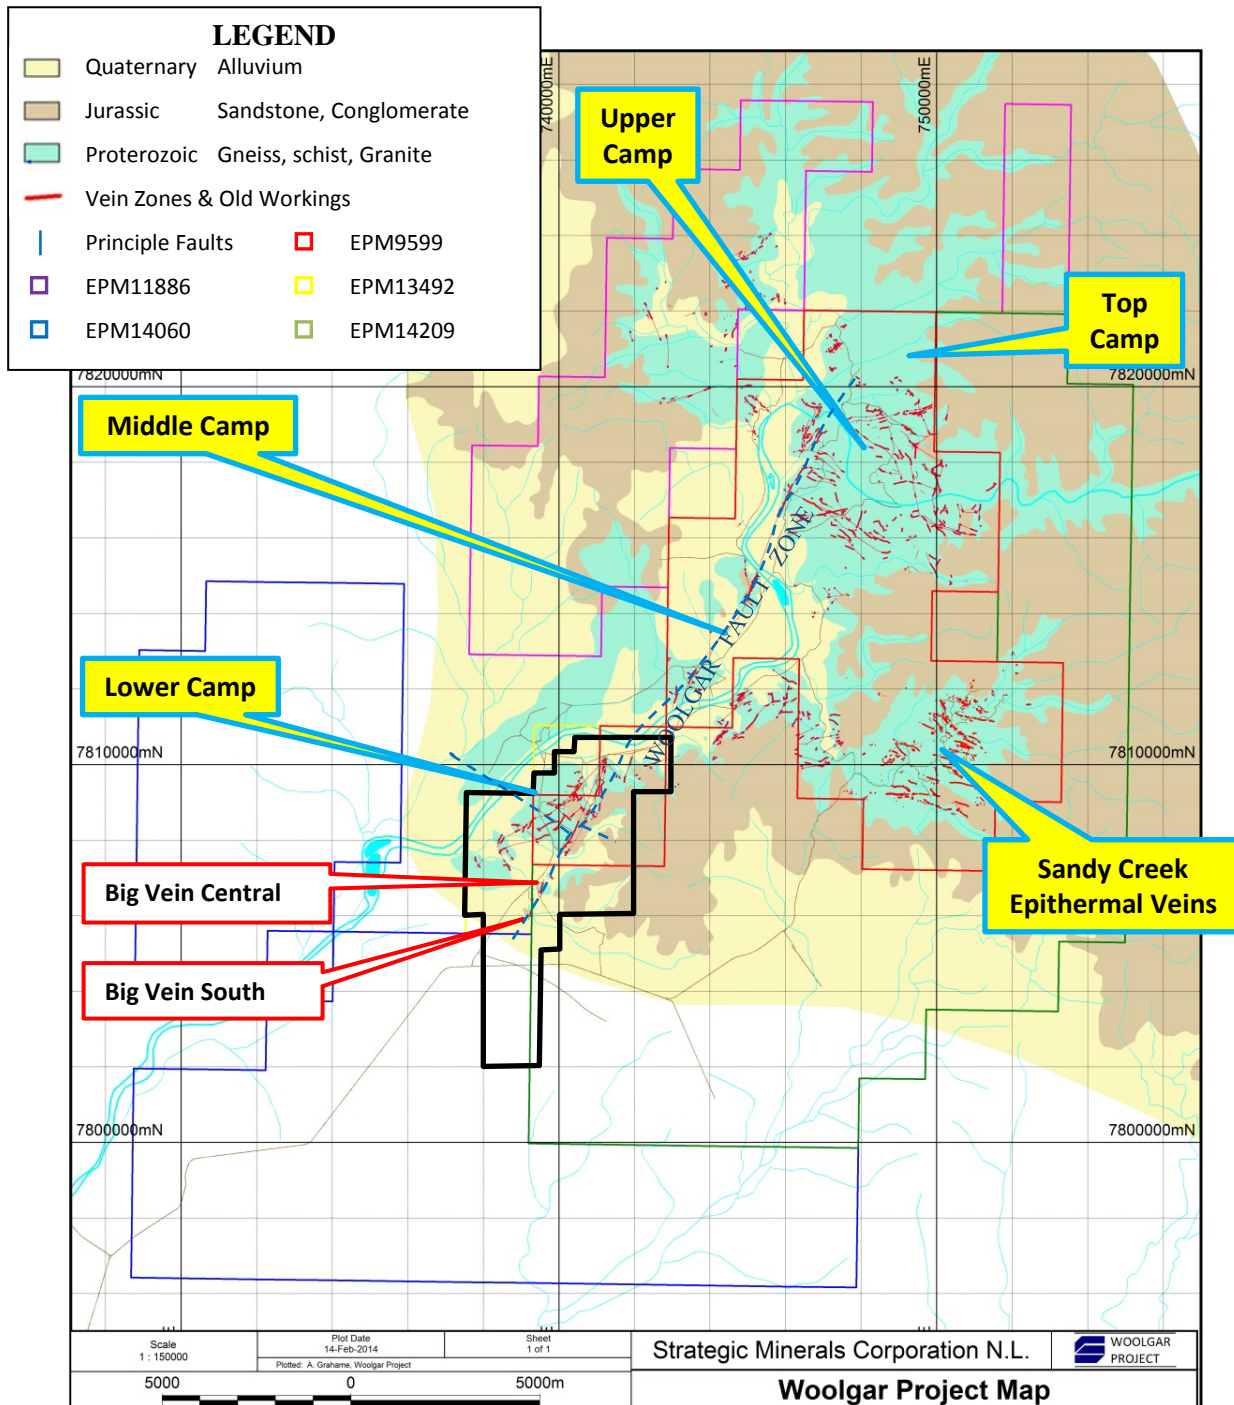 LEGEND
Quaternary Alluvium
Jurassic Sandstone, Conglomerate
Proterozoic Gneiss, schist, Granite
Vein Zones & Old Workings
Principle Faults EPM9599
EPM11886 EPM13492
EPM14060 EPM14209
740000mE
750000mE
Upper
Camp
Top
Camp
7820000mN
7820000mN
Middle Camp
WOOLGAR FAULT ZONE
Lower Camp
7810000mN
7810000mN
Big Vein Central
Sandy Creek
Epithermal Veins
Big Vein South
7800000mN
7800000mN
Scale
1 : 150000
Plot Date
14-Feb-2014
Sheet
1 of 1
Plotted: A. Grahame, Woolgar Project
Strategic Minerals Corporation N.L.
WOOLGAR
PROJECT
5000 0 5000m
Woolgar Project Map